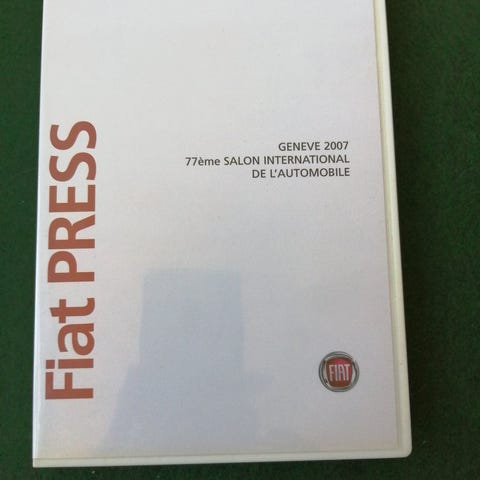 Fiat PRESS
GENEVE 2007
77ème SALON INTERNATIONAL
DE L'AUTOMOBILE
FIAT